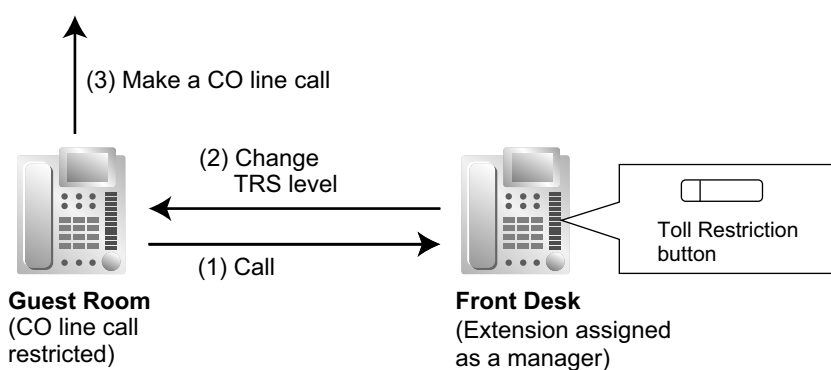 (3) Make a CO line call
(2) Change
TRS level
(1) Call
Toll Restriction
button
Guest Room
(CO line call
restricted)
Front Desk
(Extension assigned
as a manager)